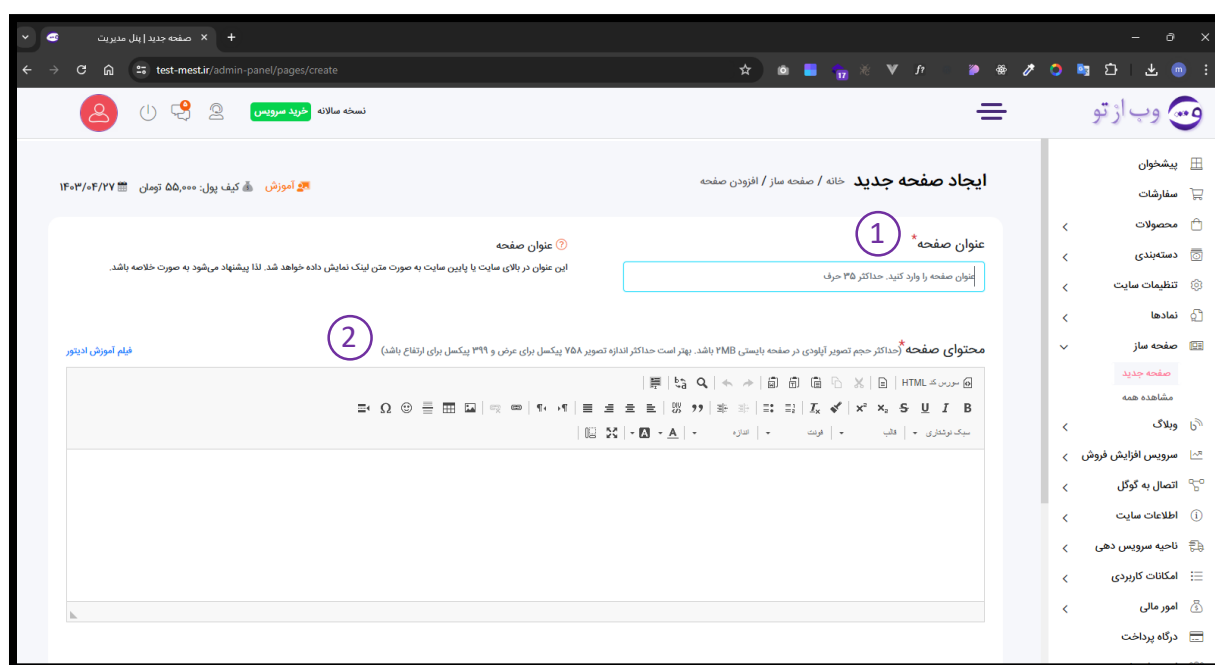 صفحه جدید | پنل مدیریت
test-mest.ir/admin-panel/pages/create
17
f?
m
وب از تو
نسخه سالانه خرید سرویس
ایجاد صفحه جدید خانه / صفحه ساز / افزودن صفحه
آموزش کیف پول: ۵۵,۰۰۰ تومان ۱۴۰۳/۰۴/۲۷
عنوان صفحه*
1
عنوان صفحه را وارد کنید. حداکثر ۳۵ حرف
عنوان صفحه
این عنوان در بالای سایت یا پایین سایت به صورت متن لینک نمایش داده خواهد شد. لذا پیشنهاد می‌شود به صورت خلاصه باشد.
2
محتوای صفحه*(حداکثر حجم تصویر آپلودی در صفحه بایستی ۲MB باشد. بهتر است حداکثر اندازه تصویر ۷۵۸ پیکسل برای عرض و ۳۹۹ پیکسل برای ارتفاع باشد)
فیلم آموزش ادیتور
سورس کد HTML
B I U S x₂ x² Tx
سبک نوشتاری قالب فونت اندازه A A
پیشخوان
سفارشات
محصولات
دسته‌بندی
تنظیمات سایت
نمادها
صفحه ساز
صفحه جدید
مشاهده همه
وبلاگ
سرویس افزایش فروش
اتصال به گوگل
اطلاعات سایت
ناحیه سرویس دهی
امکانات کاربردی
امور مالی
درگاه پرداخت